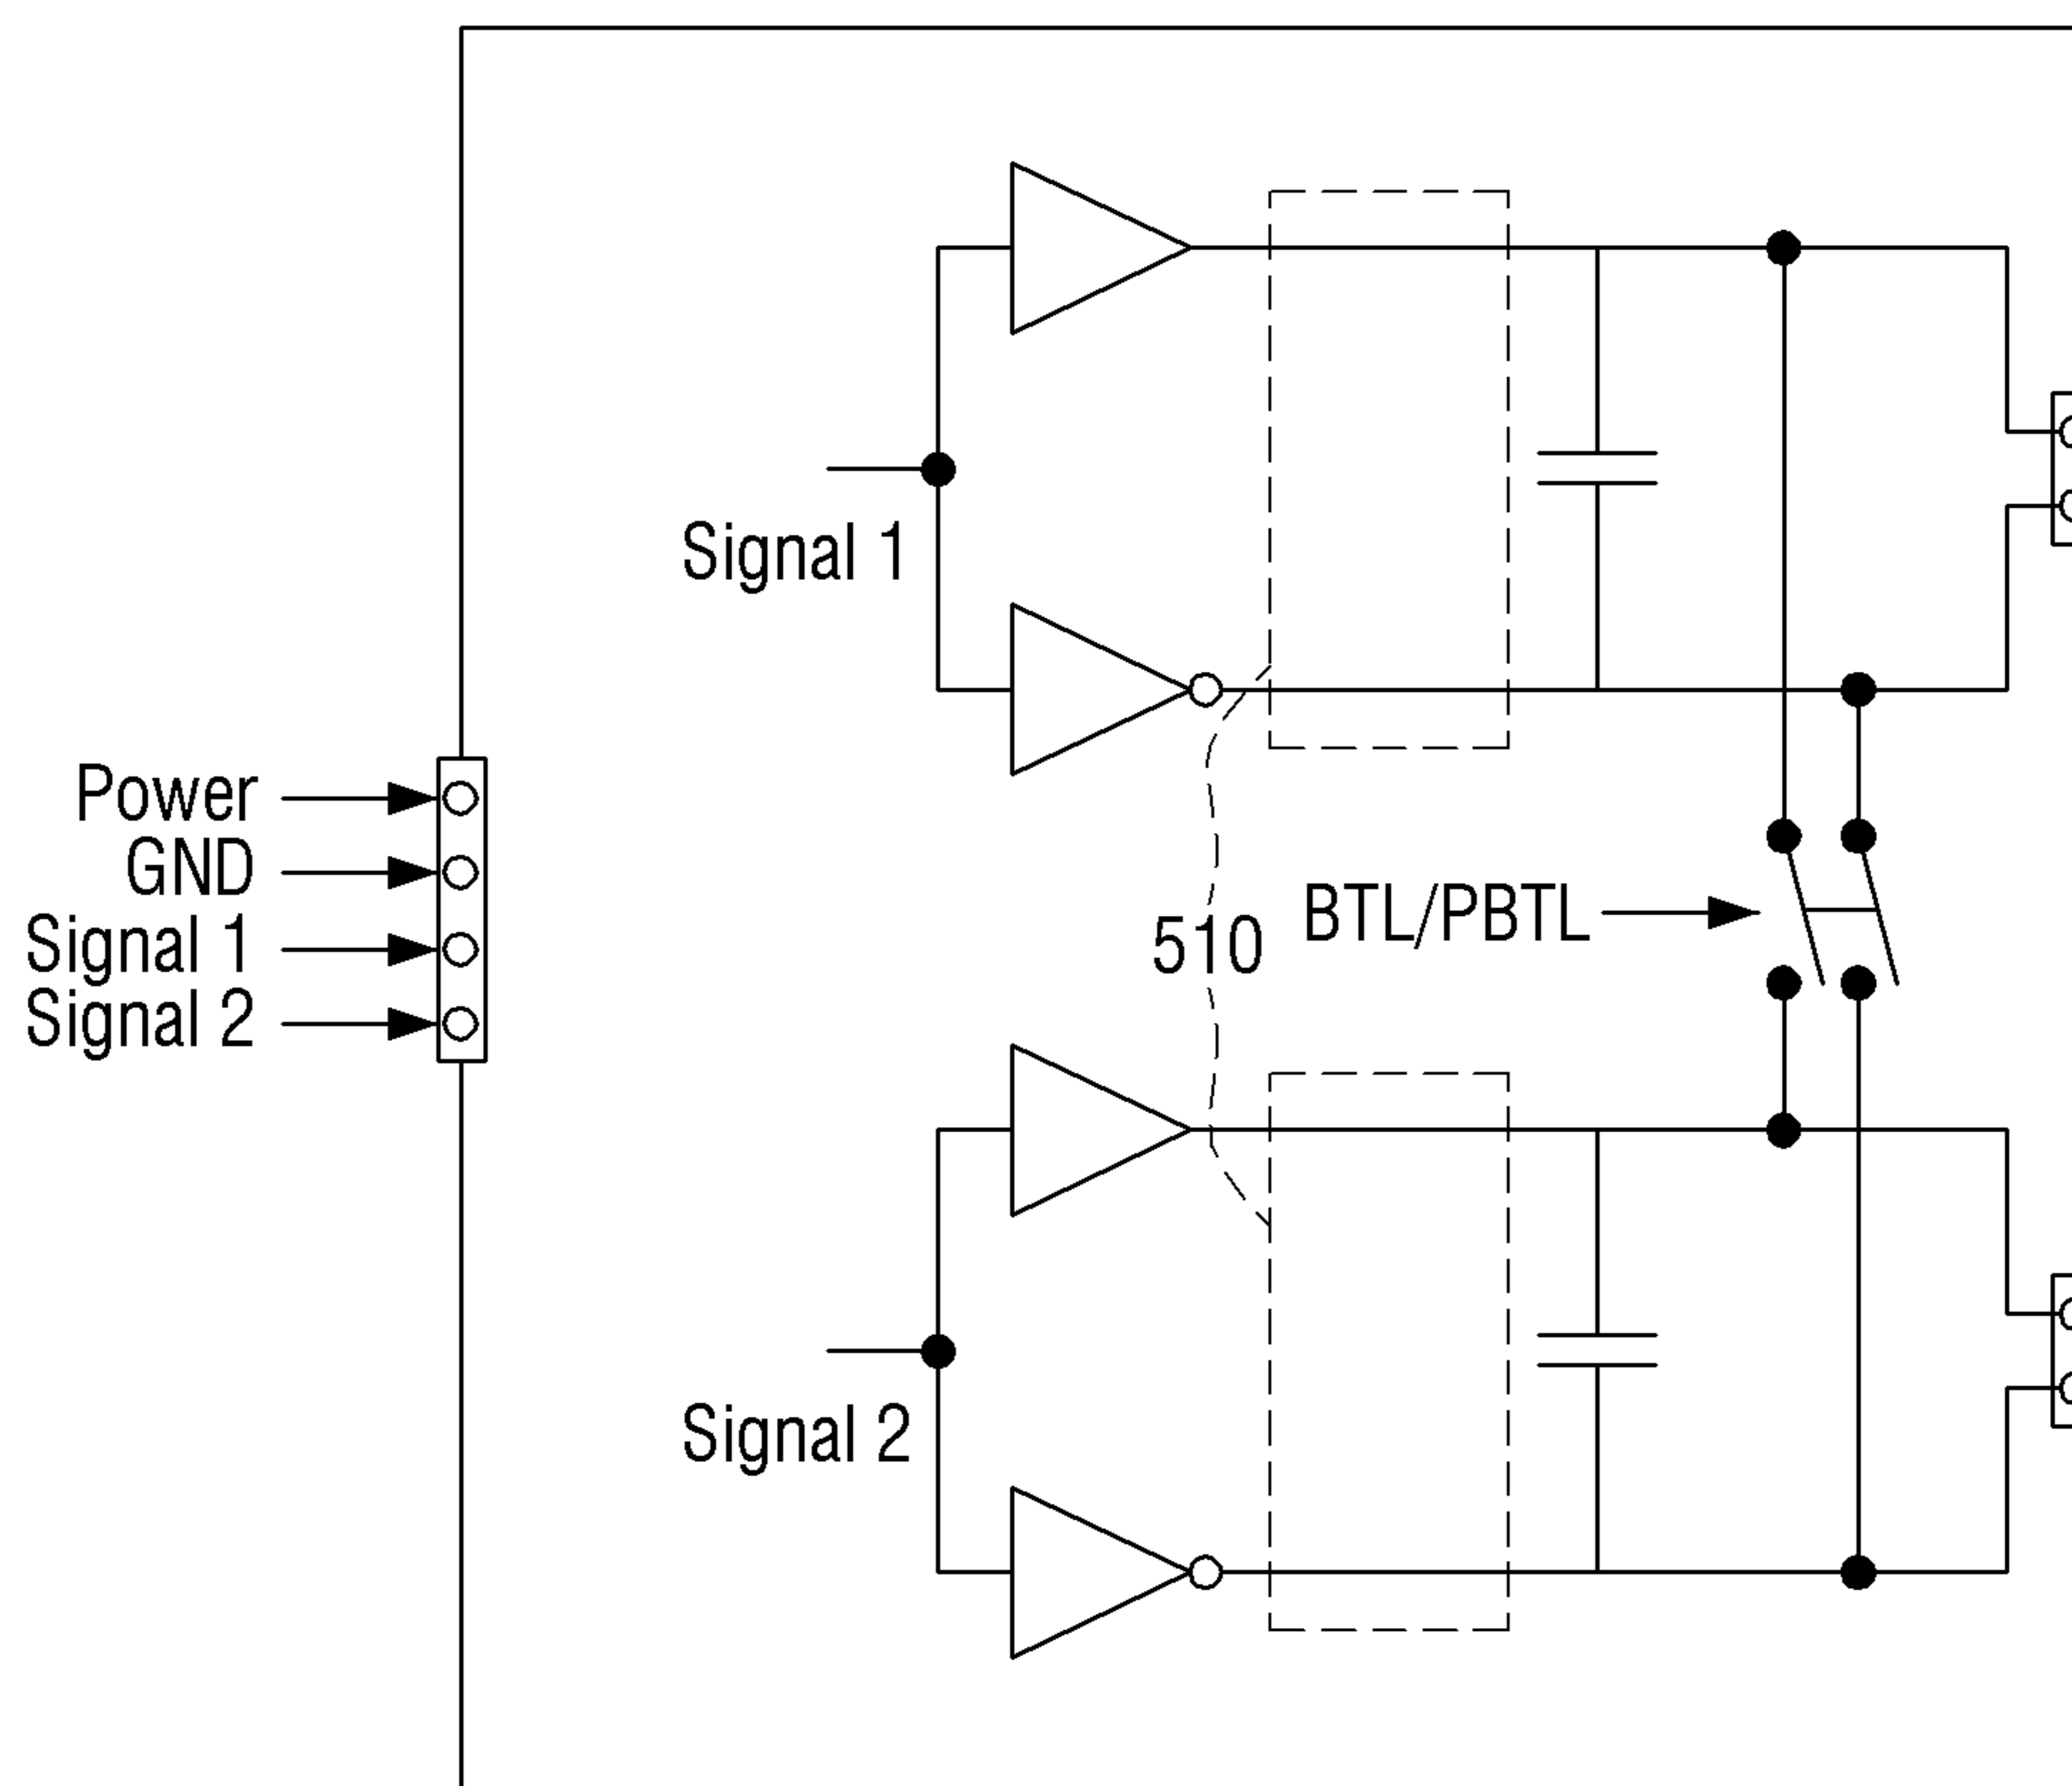 Signal 1
Power
GND
Signal 1
Signal 2
BTL/PBTL
510
Signal 2